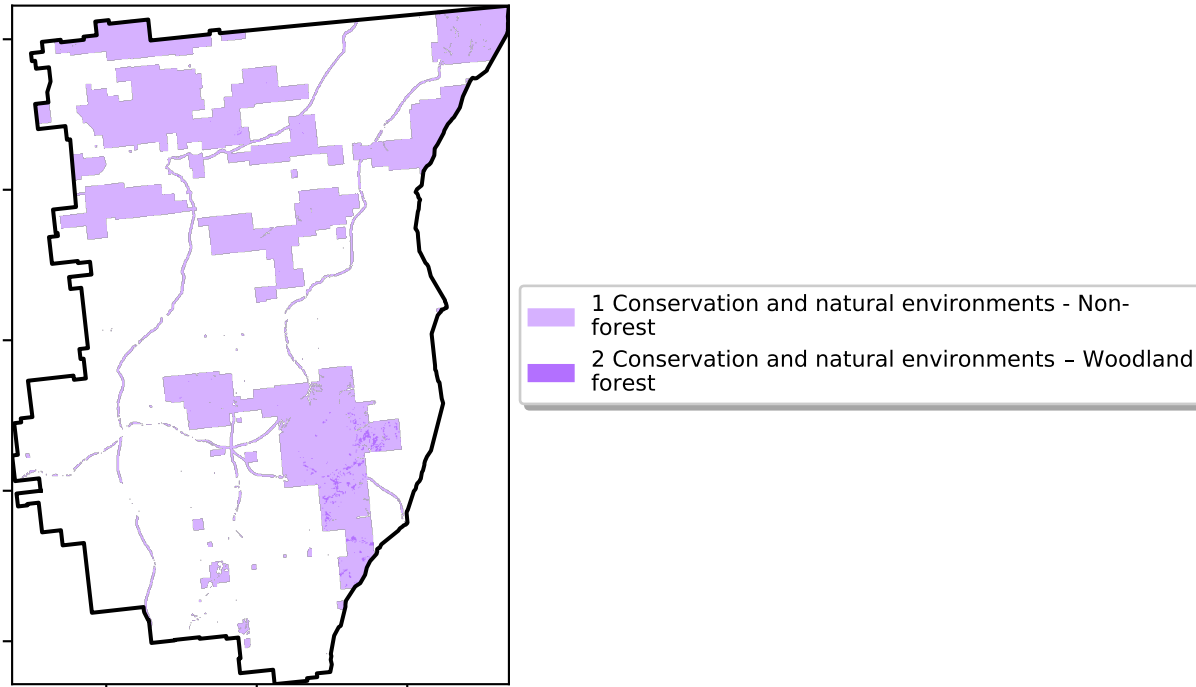 1 Conservation and natural environments - Non-
forest
2 Conservation and natural environments – Woodland
forest